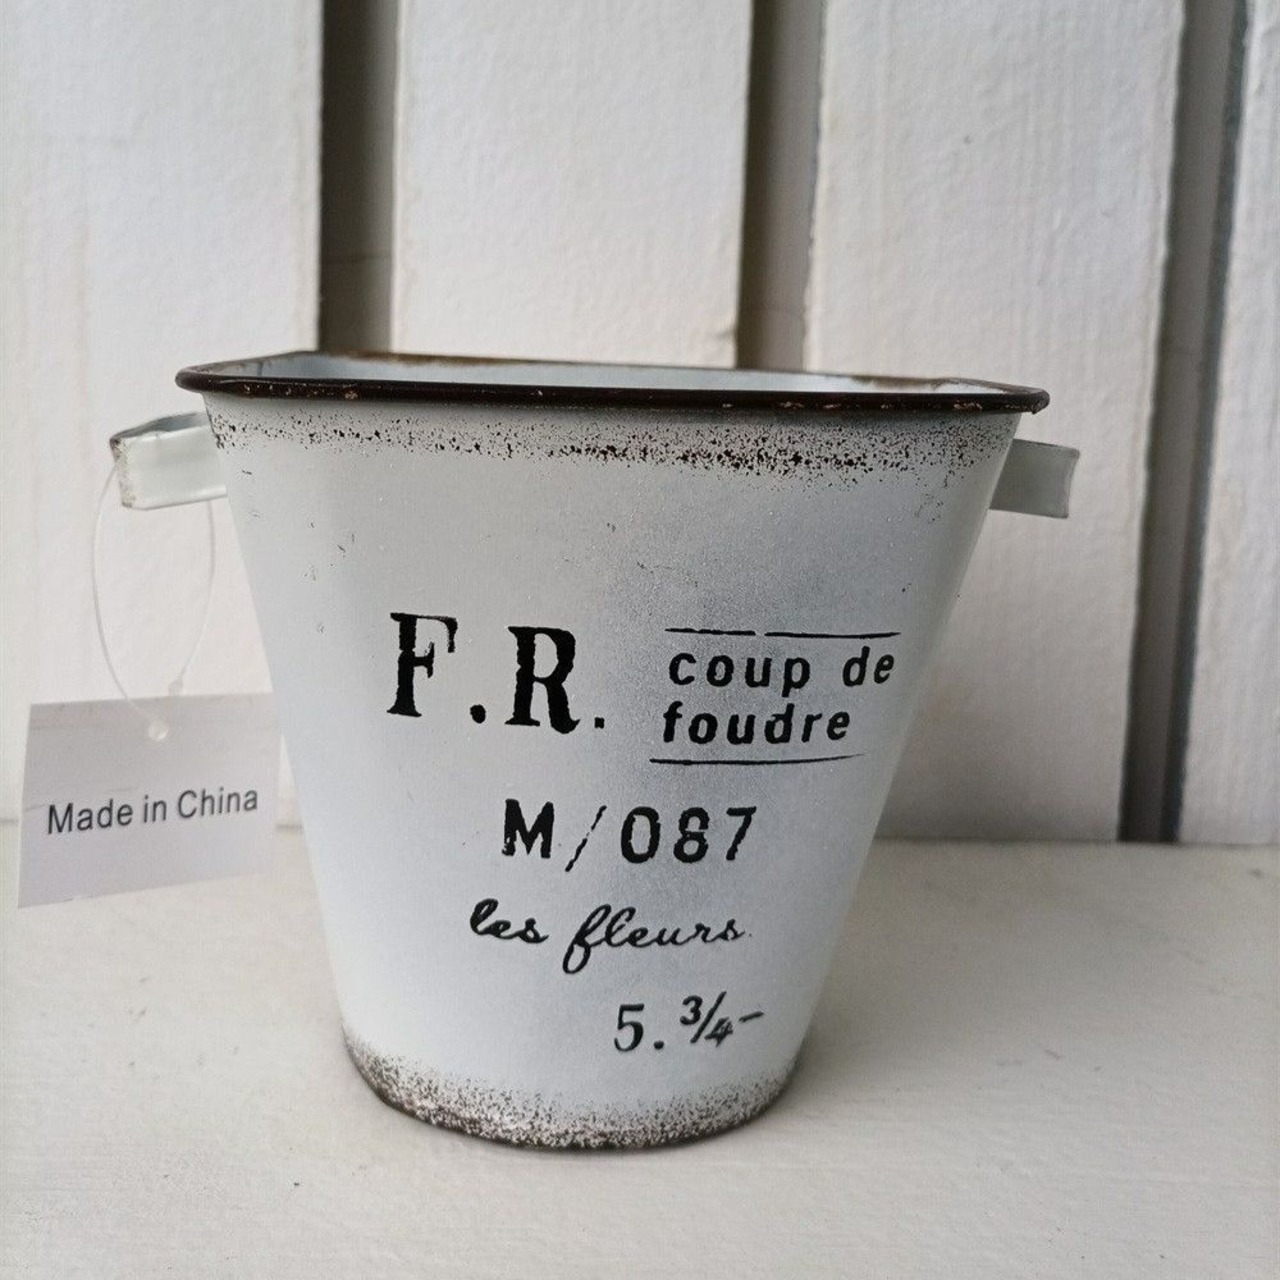 F.R.
coup de
foudre
M/087
les fleurs.
5.¾-
Made in China